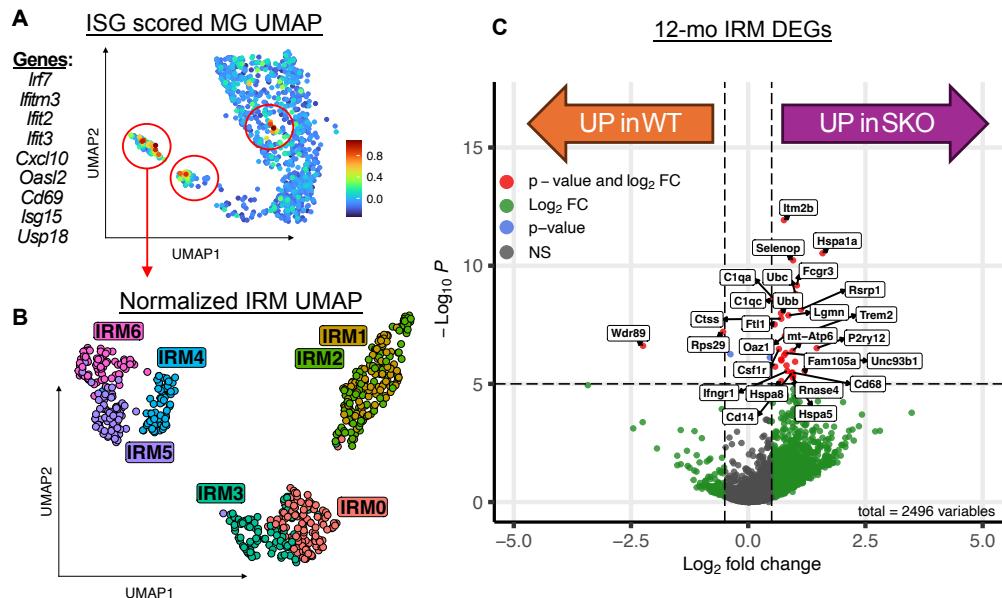 A
ISG scored MG UMAP
Genes:
Irf7
Ifitm3
Ifit2
Ifit3
Cxcl10
Oasl2
Cd69
Isg15
Usp18
UMAP2
UMAP1
0.8
0.4
0.0
B
Normalized IRM UMAP
IRM6
IRM4
IRM5
IRM1
IRM2
IRM3
IRM0
UMAP2
UMAP1
C
12-mo IRM DEGs
UP in WT
UP in SKO
p − value and log2 FC
Log2 FC
p−value
NS
Itm2b
Selenop
Hspa1a
C1qa
Ubc
Fcgr3
Rsrp1
C1qc
Ubb
Lgmn
Ctss
Ftl1
Trem2
Wdr89
Rps29
Oaz1
mt−Atp6
P2ry12
Csf1r
Fam105a
Unc93b1
Ifngr1
Hspa8
Rnase4
Cd68
Cd14
Hspa5
15
10
5
0
− Log10 P
total = 2496 variables
−5.0
−2.5
0.0
2.5
5.0
Log2 fold change